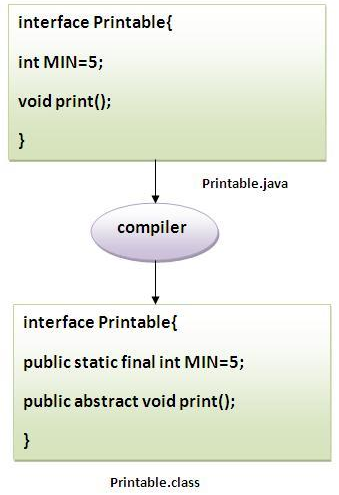 interface Printable{
int MIN=5;
void print();
}
Printable.java
compiler
interface Printable{
public static final int MIN=5;
public abstract void print();
}
Printable.class